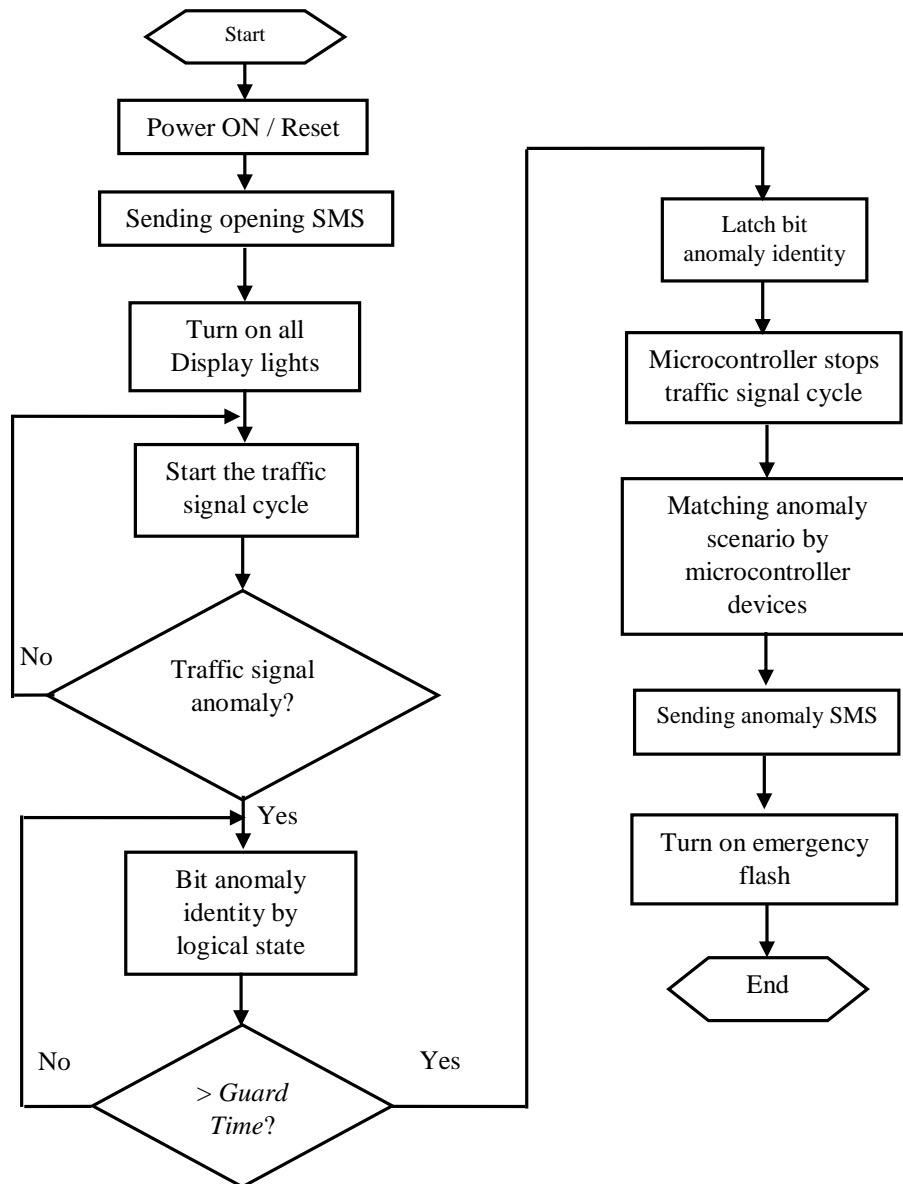 Start
Power ON / Reset
Sending opening SMS
Turn on all
Display lights
Start the traffic
signal cycle
No
Traffic signal
anomaly?
Yes
Bit anomaly
identity by
logical state
No
Yes
> Guard
Time?
Latch bit
anomaly identity
Microcontroller stops
traffic signal cycle
Matching anomaly
scenario by
microcontroller
devices
Sending anomaly SMS
Turn on emergency
flash
End